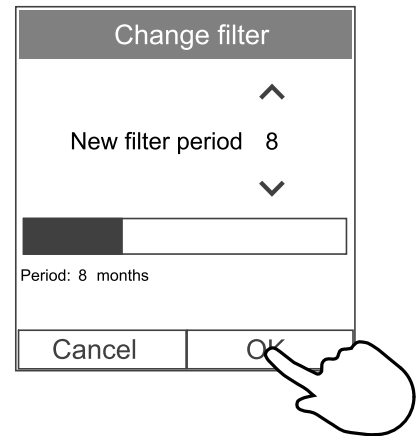 Change filter
New filter period 8
Period: 8 months
Cancel OK